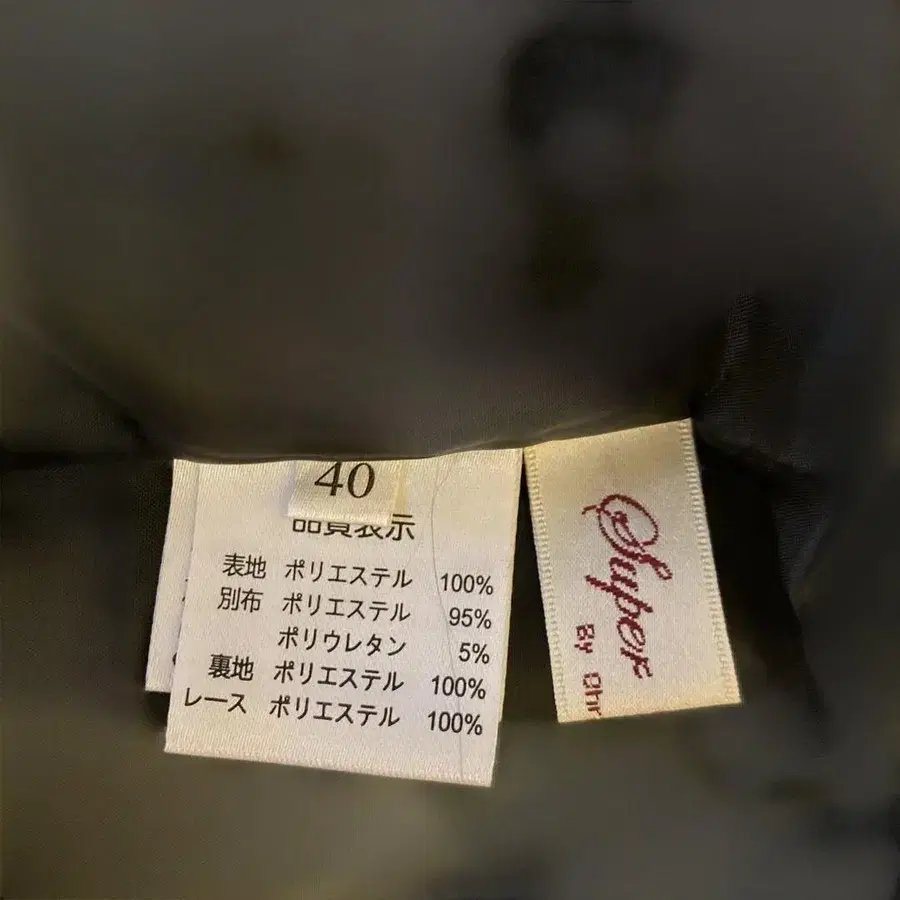 40
品質表示
表地 ポリエステル 100%
別布 ポリエステル 95%
ポリウレタン 5%
裏地 ポリエステル 100%
レース ポリエステル 100%
Super
By Chr